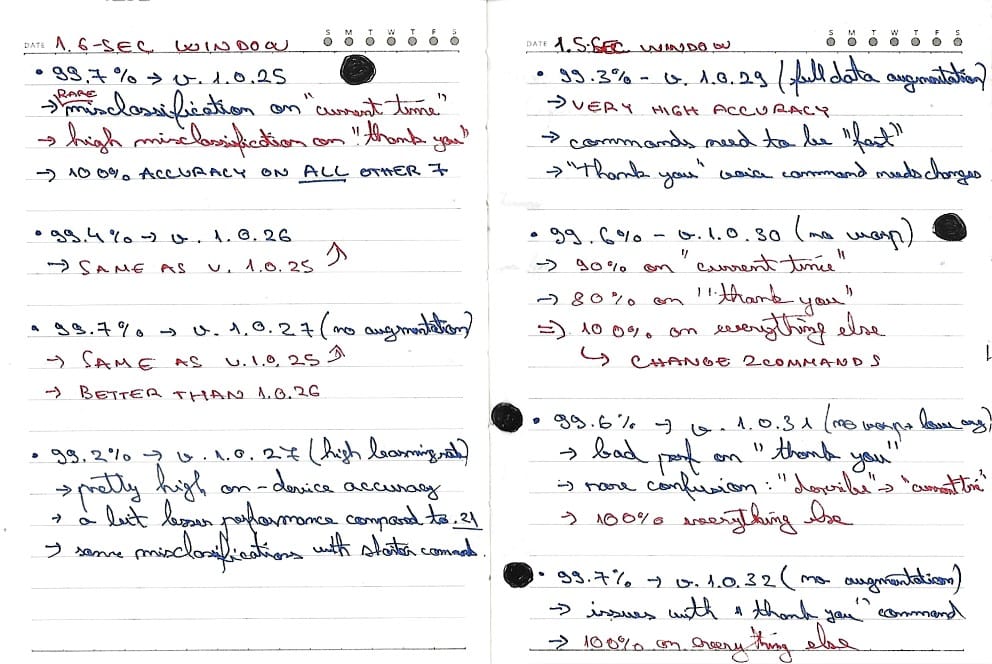 DATE 1.6-SEC WINDOW S M T W T F S
• 99.7% → v. 1.0.25
→ RARE misclassification on "current time"
→ high misclassification on "thank you"
→ 100% ACCURACY ON ALL OTHER 7
• 99.4% → v. 1.0.26
→ SAME AS V. 1.0.25
• 99.7% → v. 1.0.27 (no augmentation)
→ SAME AS V.1.0.25
→ BETTER THAN 1.0.26
• 99.2% → v. 1.0.27 (high learning rate)
→ pretty high on-device accuracy
→ a bit lesser performance compared to .21
→ some misclassifications with starter command.
DATE 1.5-SEC WINDOW S M T W T F S
• 99.3% - v. 1.0.29 (full data augmentation)
→ VERY HIGH ACCURACY
→ commands need to be "fast"
→ "Thank you" voice command needs changes
• 99.6% - v.1.0.30 (no warp)
→ 90% on "current time"
→ 80% on "thank you"
⇒ 100% on everything else
↳ CHANGE 2 COMMANDS
• 99.6% → v. 1.0.31 (no warp + low aug)
→ bad perf on "thank you"
→ rare confusion: "describe" → "current time"
→ 100% everything else
• 99.7% → v. 1.0.32 (no augmentation)
→ issues with "thank you" command
→ 100% on everything else